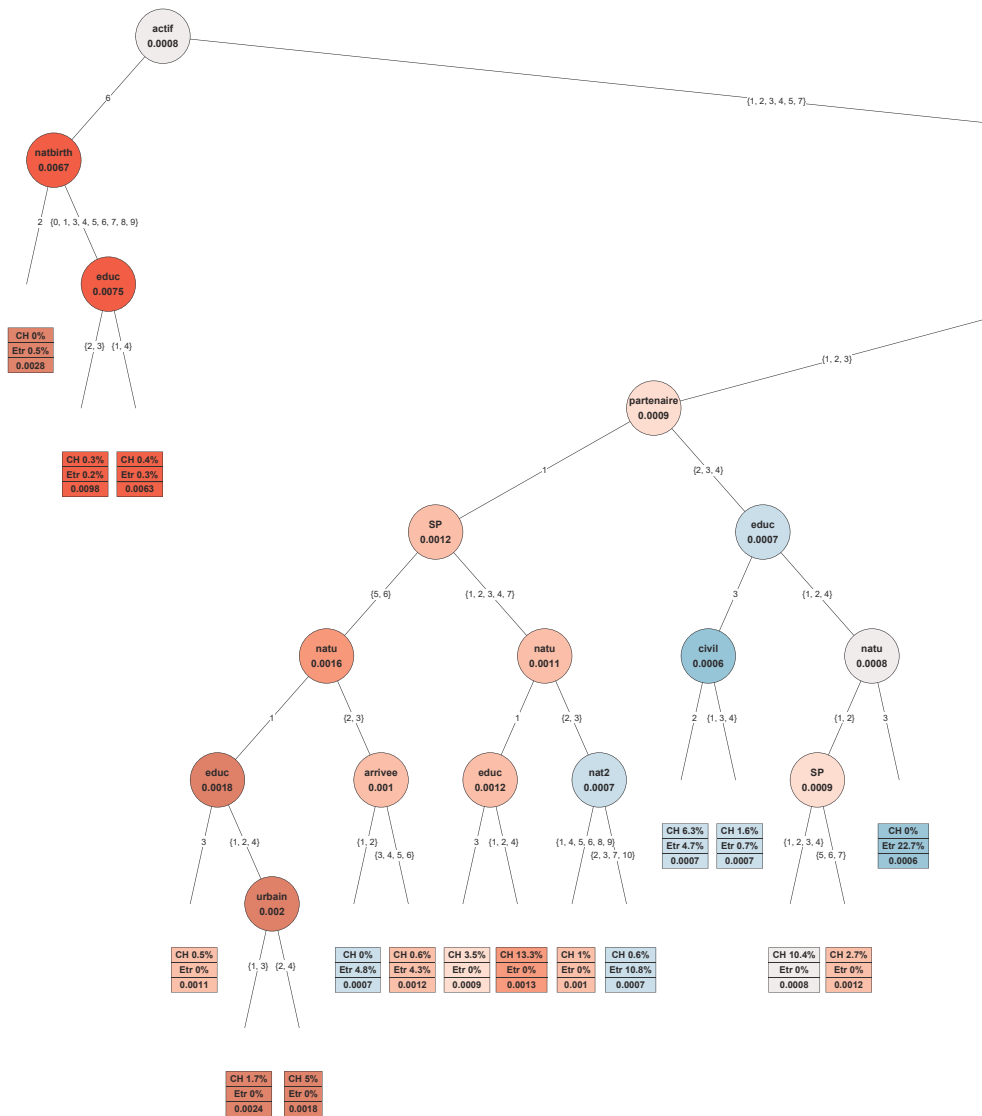 actif
0.0008
6
{1, 2, 3, 4, 5, 7}
natbirth
0.0067
2
{0, 1, 3, 4, 5, 6, 7, 8, 9}
educ
0.0075
CH 0%
Etr 0.5%
0.0028
{2, 3}
{1, 4}
{1, 2, 3}
partenaire
0.0009
CH 0.3%
Etr 0.2%
0.0098
CH 0.4%
Etr 0.3%
0.0063
1
{2, 3, 4}
SP
0.0012
educ
0.0007
{5, 6}
{1, 2, 3, 4, 7}
3
{1, 2, 4}
natu
0.0016
natu
0.0011
civil
0.0006
natu
0.0008
1
{2, 3}
1
{2, 3}
2
{1, 3, 4}
{1, 2}
3
educ
0.0018
arrivee
0.001
educ
0.0012
nat2
0.0007
SP
0.0009
3
{1, 2, 4}
{1, 2}
{3, 4, 5, 6}
3
{1, 2, 4}
{1, 4, 5, 6, 8, 9}
{2, 3, 7, 10}
CH 6.3%
Etr 4.7%
0.0007
CH 1.6%
Etr 0.7%
0.0007
{1, 2, 3, 4}
{5, 6, 7}
CH 0%
Etr 22.7%
0.0006
urbain
0.002
CH 0.5%
Etr 0%
0.0011
{1, 3}
{2, 4}
CH 0%
Etr 4.8%
0.0007
CH 0.6%
Etr 4.3%
0.0012
CH 3.5%
Etr 0%
0.0009
CH 13.3%
Etr 0%
0.0013
CH 1%
Etr 0%
0.001
CH 0.6%
Etr 10.8%
0.0007
CH 10.4%
Etr 0%
0.0008
CH 2.7%
Etr 0%
0.0012
CH 1.7%
Etr 0%
0.0024
CH 5%
Etr 0%
0.0018